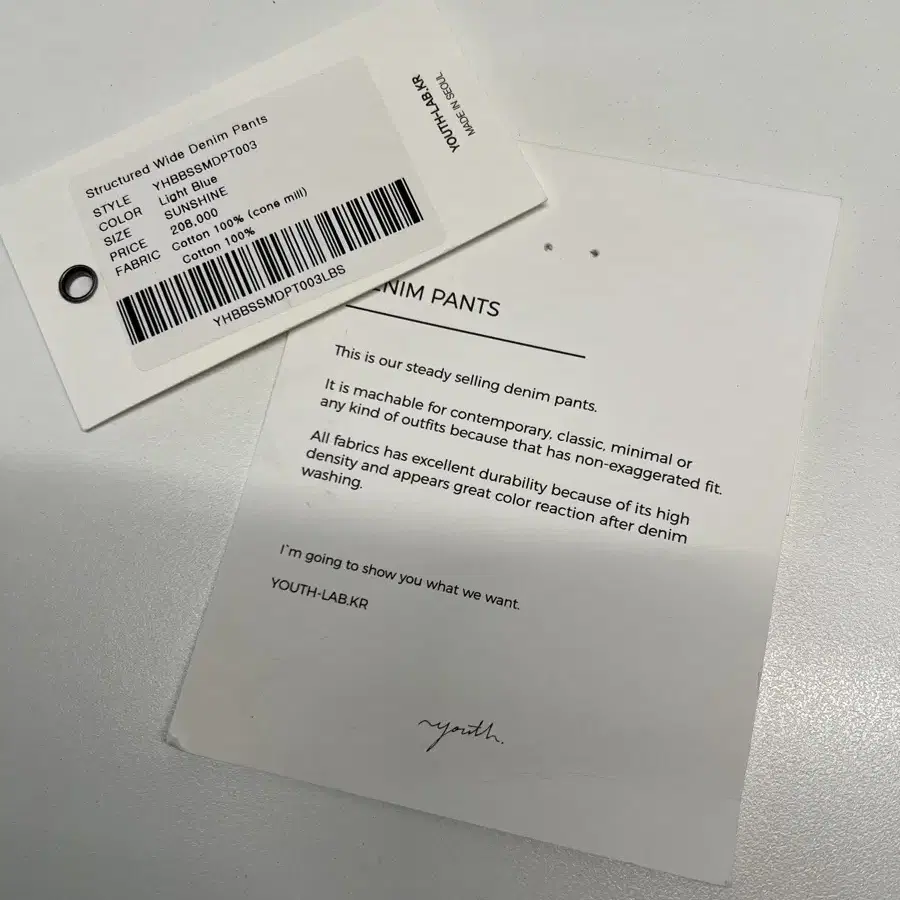 Structured Wide Denim Pants
STYLE YHBBSSMDPT003
COLOR Light Blue
SIZE SUNSHINE
PRICE 208,000
FABRIC Cotton 100% (cone mill)
Cotton 100%
YHBBSSMDPT003LBS
YOUTH-LAB.KR
MADE IN SEOUL
PANTS
This is our steady selling denim pants.
It is machable for contemporary, classic, minimal or
any kind of outfits because that has non-exaggerated fit.
All fabrics has excellent durability because of its high
density and appears great color reaction after denim
washing.
I`m going to show you what we want.
YOUTH-LAB.KR
~youth.